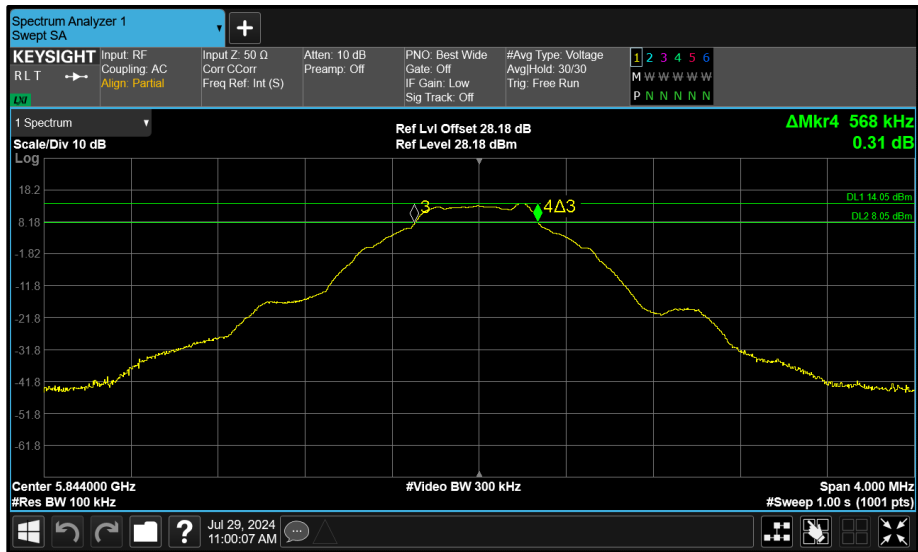 Spectrum Analyzer 1
Swept SA
+
KEYSIGHT
R L T
LXI
Input: RF
Coupling: AC
Align: Partial
Input Z: 50 Ω
Corr CCorr
Freq Ref: Int (S)
Atten: 10 dB
Preamp: Off
PNO: Best Wide
Gate: Off
IF Gain: Low
Sig Track: Off
#Avg Type: Voltage
Avg|Hold: 30/30
Trig: Free Run
1 2 3 4 5 6
M W W W W W
P N N N N N
1 Spectrum
Scale/Div 10 dB
Log
Ref Lvl Offset 28.18 dB
Ref Level 28.18 dBm
ΔMkr4 568 kHz
0.31 dB
18.2
DL1 14.05 dBm
3
4Δ3
8.18
DL2 8.05 dBm
-1.82
-11.8
-21.8
-31.8
-41.8
-51.8
-61.8
Center 5.844000 GHz
#Video BW 300 kHz
Span 4.000 MHz
#Res BW 100 kHz
#Sweep 1.00 s (1001 pts)
?
Jul 29, 2024
11:00:07 AM